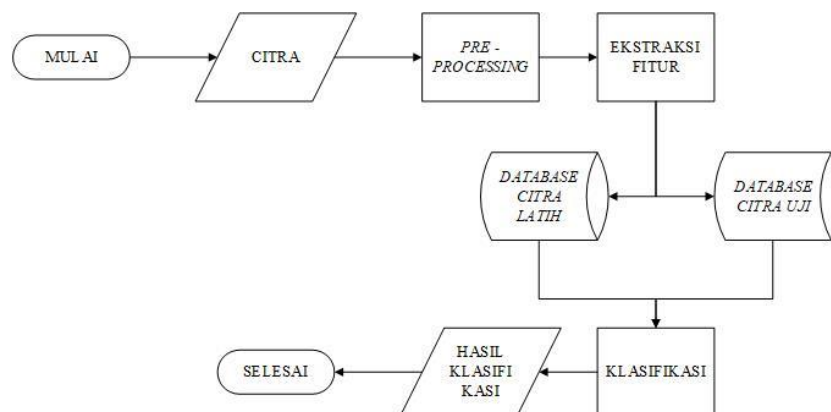 MULAI
CITRA
PRE -
PROCESSING
EKSTRAKSI
FITUR
DATABASE
CITRA
LATIH
DATABASE
CITRA UJI
SELESAI
HASIL
KLASIFI
KASI
KLASIFIKASI